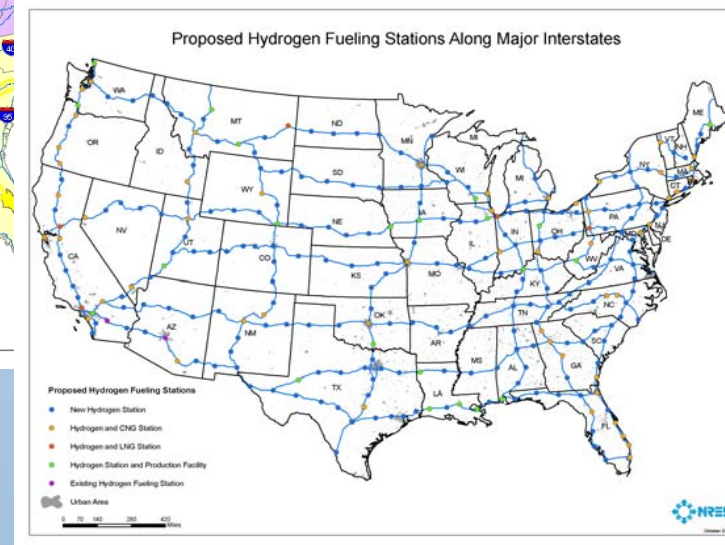 40
95
Proposed Hydrogen Fueling Stations Along Major Interstates
WA
MT
ND
MN
MI
ME
VT
NH
OR
ID
SD
WI
MI
NY
MA
CT
WY
NE
IA
PA
NJ
NV
UT
CO
IL
IN
OH
DE
CA
KS
MO
WV
VA
KY
AZ
NM
OK
AR
TN
NC
SC
MS
AL
GA
TX
LA
FL
Proposed Hydrogen Fueling Stations
New Hydrogen Station
Hydrogen and CNG Station
Hydrogen and LNG Station
Hydrogen Station and Production Facility
Existing Hydrogen Fueling Station
Urban Area
0 70 140 280 420
Miles